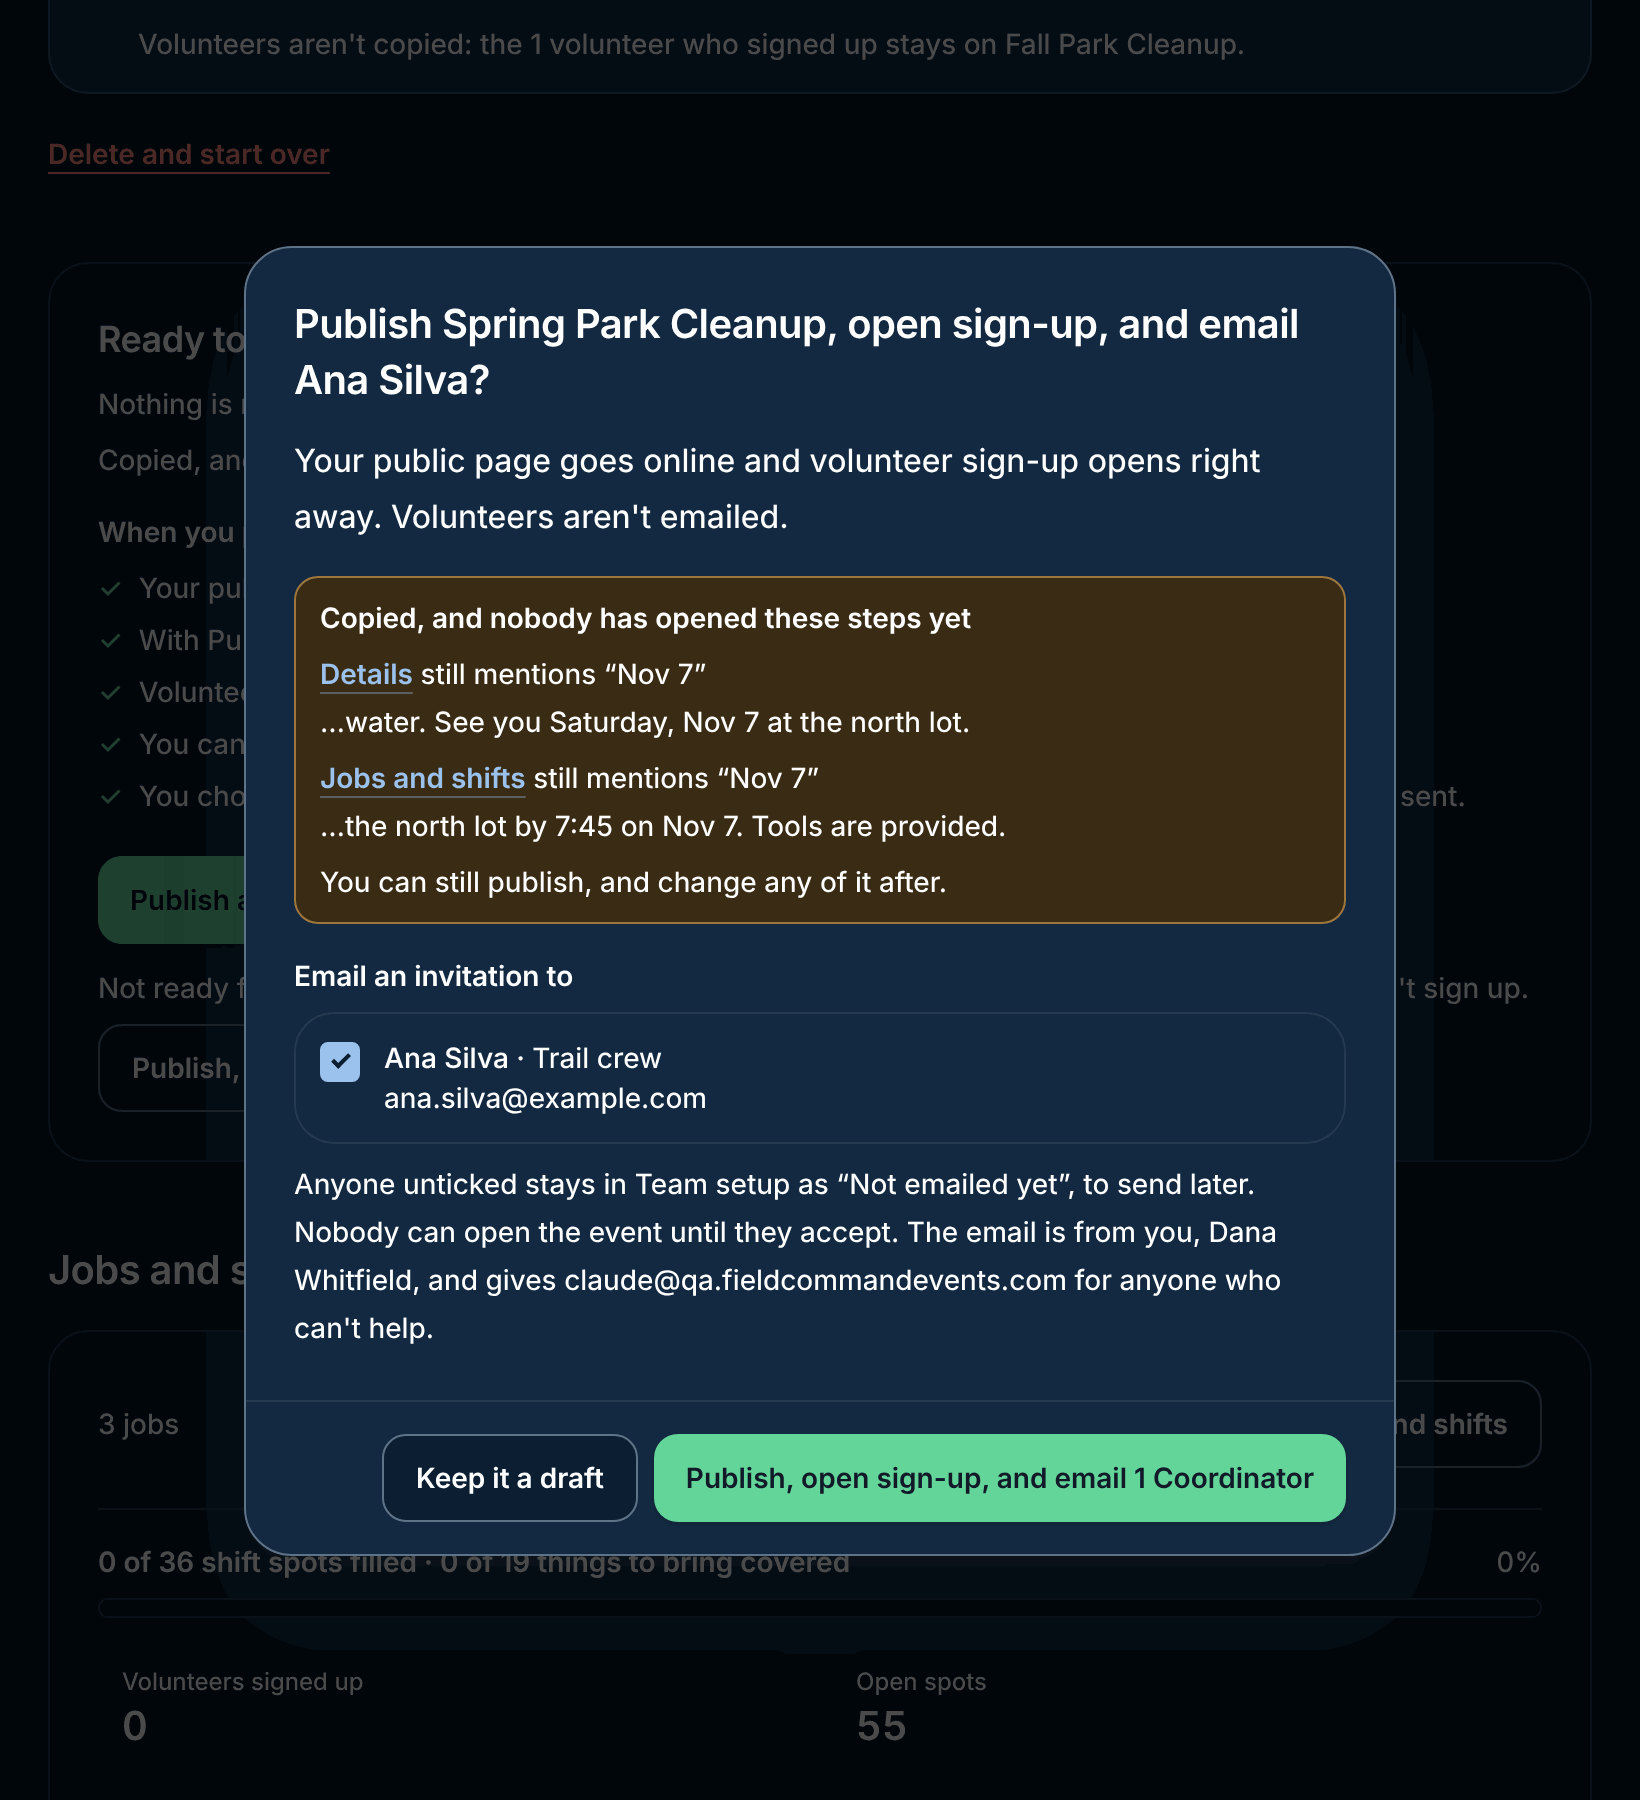 Volunteers aren't copied: the 1 volunteer who signed up stays on Fall Park Cleanup.
Delete and start over
Ready to
Nothing is
Copied, and
When you
Your pu
With Pu
Voluntee
You can
You cho
sent.
Publish a
Not ready f
't sign up.
Publish,
Publish Spring Park Cleanup, open sign-up, and email
Ana Silva?
Your public page goes online and volunteer sign-up opens right
away. Volunteers aren't emailed.
Copied, and nobody has opened these steps yet
Details still mentions “Nov 7”
…water. See you Saturday, Nov 7 at the north lot.
Jobs and shifts still mentions “Nov 7”
…the north lot by 7:45 on Nov 7. Tools are provided.
You can still publish, and change any of it after.
Email an invitation to
Ana Silva · Trail crew
ana.silva@example.com
Anyone unticked stays in Team setup as “Not emailed yet”, to send later.
Nobody can open the event until they accept. The email is from you, Dana
Whitfield, and gives claude@qa.fieldcommandevents.com for anyone who
can't help.
Keep it a draft
Publish, open sign-up, and email 1 Coordinator
Jobs and s
3 jobs
nd shifts
0 of 36 shift spots filled · 0 of 19 things to bring covered
0%
Volunteers signed up
0
Open spots
55